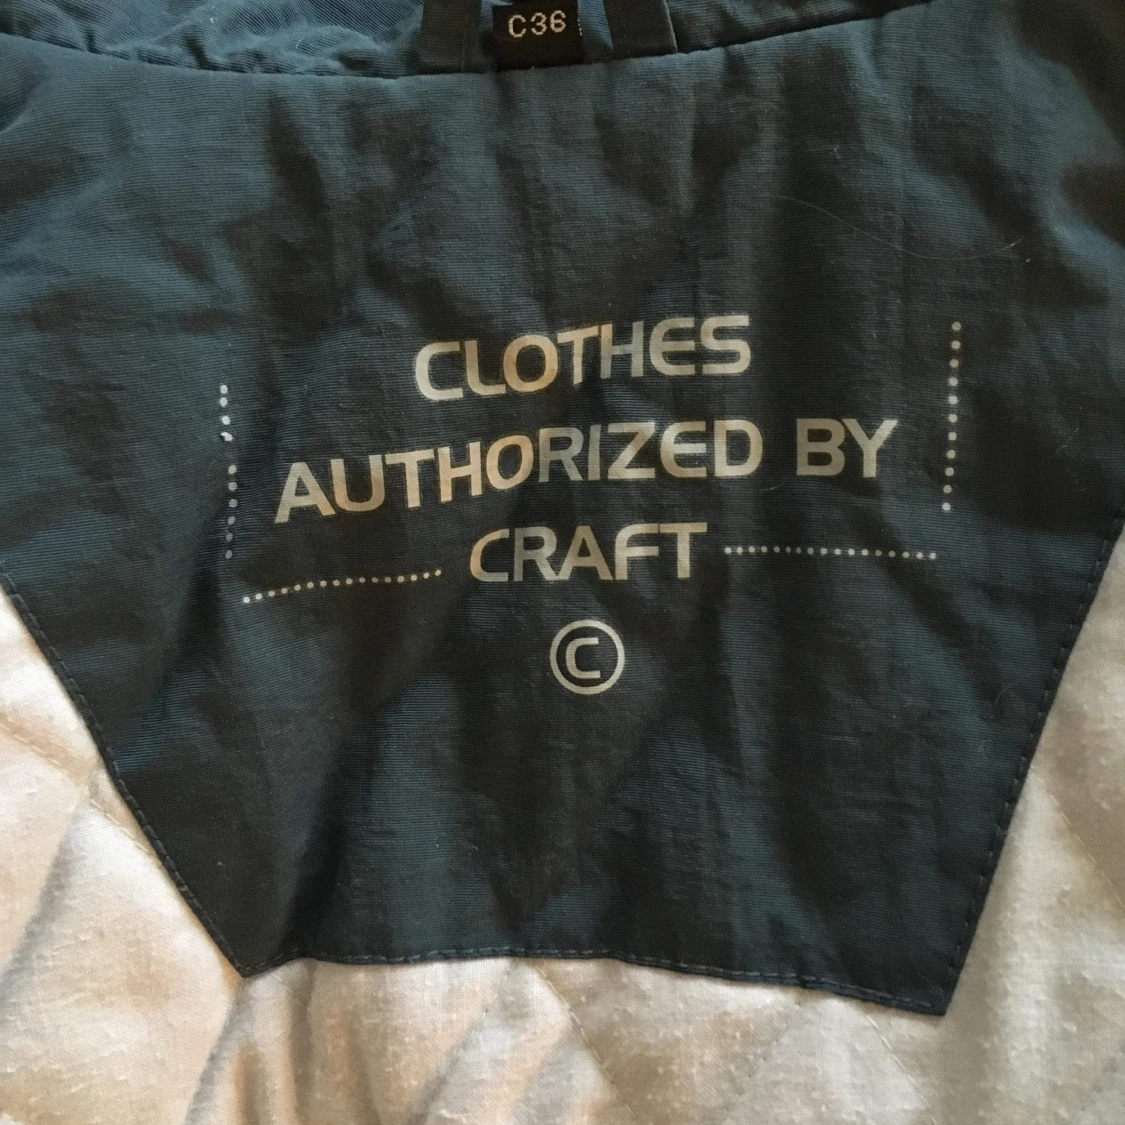 C36
CLOTHES
AUTHORIZED BY
CRAFT
©